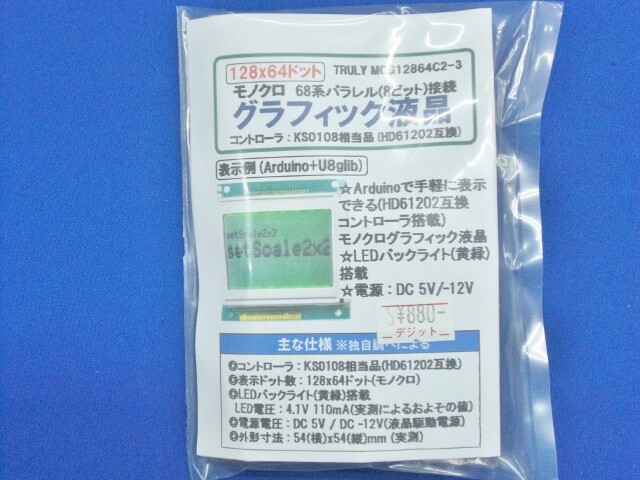 128x64ドット TRULY MCG12864C2-3
モノクロ 68系パラレル(8ビット)接続
グラフィック液晶
コントローラ：KS0108相当品(HD61202互換)
表示例(Arduino+U8glib)
setScale2x2
setScale2x2
☆Arduinoで手軽に表示
できる(HD61202互換
コントローラ搭載)
モノクログラフィック液晶
☆LEDバックライト(黄緑)
搭載
☆電源：DC 5V/-12V
¥880-
デジット
主な仕様 ※独自調べによる
◎コントローラ：KS0108相当品(HD61202互換)
◎表示ドット数：128x64ドット(モノクロ)
◎LEDバックライト(黄緑)搭載
LED電圧：4.1V 110mA(実測によるおよその値)
◎電源電圧：DC 5V / DC -12V(液晶駆動電源)
◎外形寸法：54(横)x54(縦)mm (実測)